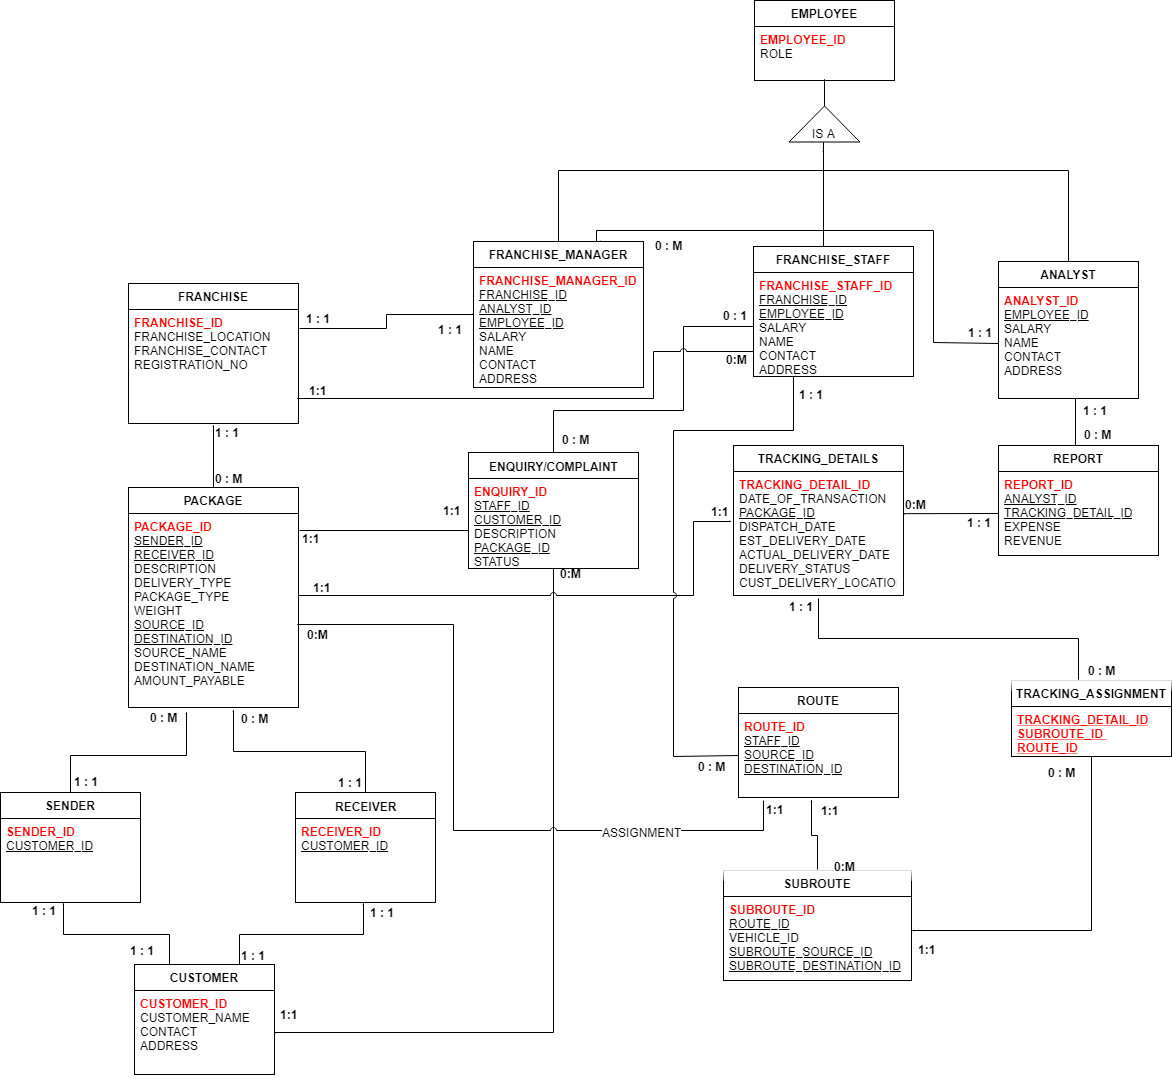 EMPLOYEE
EMPLOYEE_ID
ROLE
IS A
0 : M
FRANCHISE_MANAGER
FRANCHISE_MANAGER_ID
FRANCHISE_ID
ANALYST_ID
EMPLOYEE_ID
SALARY
NAME
CONTACT
ADDRESS
FRANCHISE_STAFF
FRANCHISE_STAFF_ID
FRANCHISE_ID
EMPLOYEE_ID
SALARY
NAME
CONTACT
ADDRESS
ANALYST
ANALYST_ID
EMPLOYEE_ID
SALARY
NAME
CONTACT
ADDRESS
FRANCHISE
FRANCHISE_ID
FRANCHISE_LOCATION
FRANCHISE_CONTACT
REGISTRATION_NO
1 : 1
1 : 1
0 : 1
0:M
1 : 1
1:1
1 : 1
1 : 1
1 : 1
0 : M
0 : M
0 : M
ENQUIRY/COMPLAINT
ENQUIRY_ID
STAFF_ID
CUSTOMER_ID
DESCRIPTION
PACKAGE_ID
STATUS
TRACKING_DETAILS
TRACKING_DETAIL_ID
DATE_OF_TRANSACTION
PACKAGE_ID
DISPATCH_DATE
EST_DELIVERY_DATE
ACTUAL_DELIVERY_DATE
DELIVERY_STATUS
CUST_DELIVERY_LOCATIO
REPORT
REPORT_ID
ANALYST_ID
TRACKING_DETAIL_ID
EXPENSE
REVENUE
PACKAGE
PACKAGE_ID
SENDER_ID
RECEIVER_ID
DESCRIPTION
DELIVERY_TYPE
PACKAGE_TYPE
WEIGHT
SOURCE_ID
DESTINATION_ID
SOURCE_NAME
DESTINATION_NAME
AMOUNT_PAYABLE
1:1
1:1
1:1
0:M
1 : 1
0:M
1:1
1 : 1
0:M
0 : M
TRACKING_ASSIGNMENT
TRACKING_DETAIL_ID
SUBROUTE_ID
ROUTE_ID
ROUTE
ROUTE_ID
STAFF_ID
SOURCE_ID
DESTINATION_ID
0 : M
0 : M
0 : M
0 : M
1 : 1
1 : 1
1:1
1:1
SENDER
SENDER_ID
CUSTOMER_ID
RECEIVER
RECEIVER_ID
CUSTOMER_ID
ASSIGNMENT
0:M
SUBROUTE
SUBROUTE_ID
ROUTE_ID
VEHICLE_ID
SUBROUTE_SOURCE_ID
SUBROUTE_DESTINATION_ID
1:1
1 : 1
1 : 1
1 : 1
1 : 1
CUSTOMER
CUSTOMER_ID
CUSTOMER_NAME
CONTACT
ADDRESS
1:1